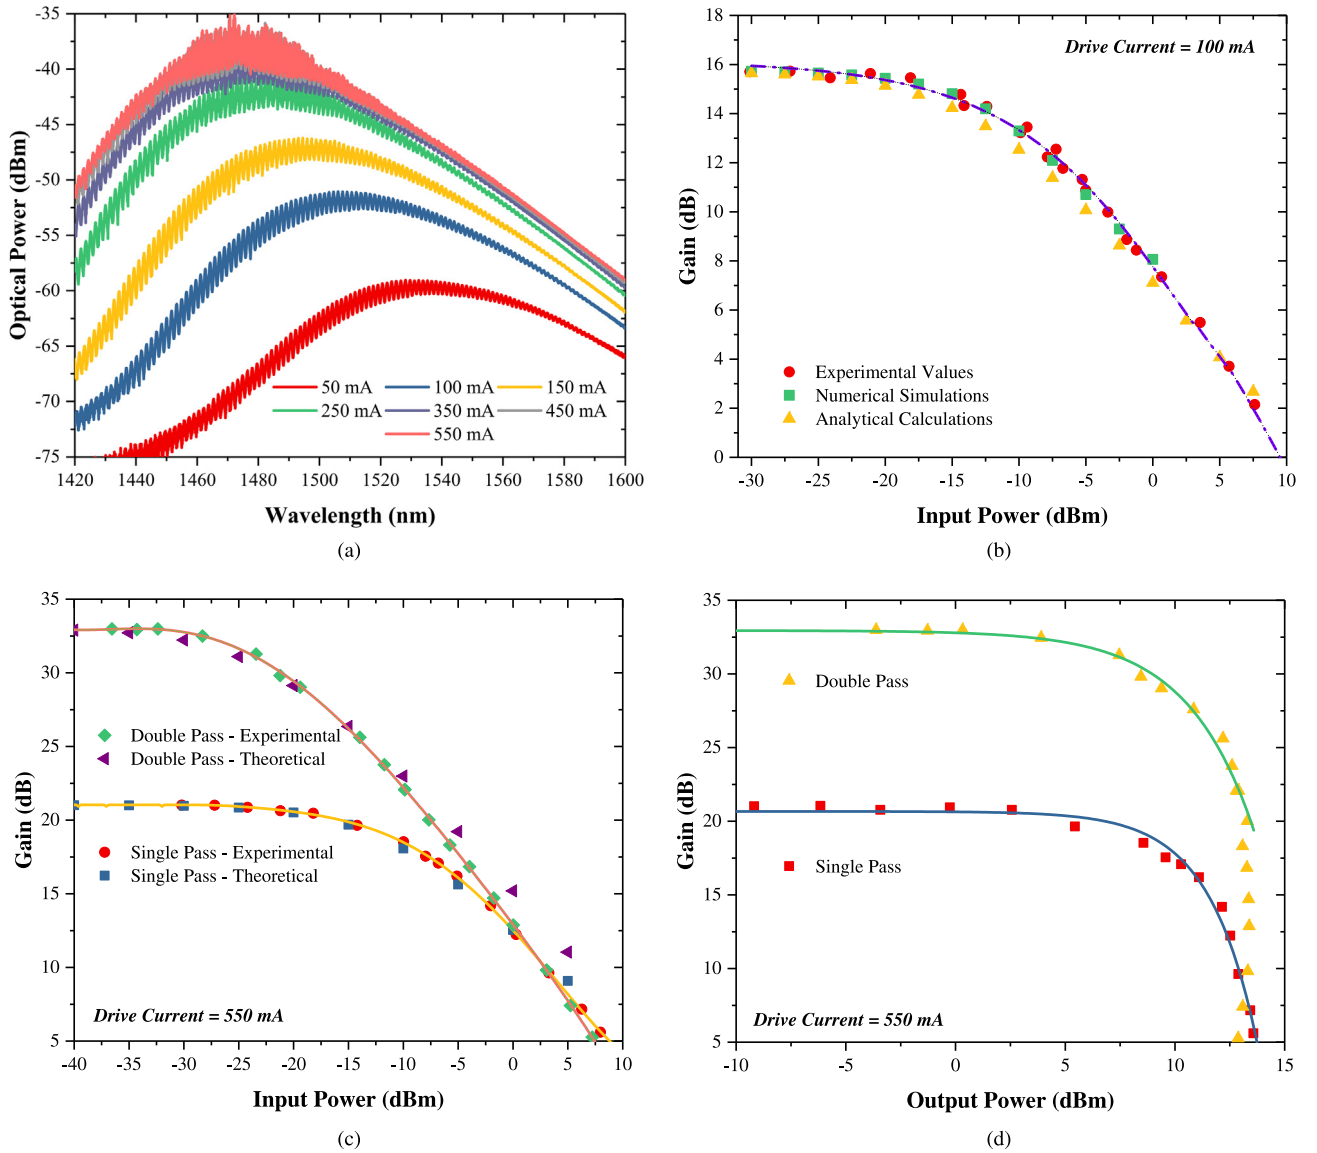 -35
-40
-45
-50
-55
-60
-65
-70
-75
Optical Power (dBm)
50 mA 100 mA 150 mA
250 mA 350 mA 450 mA
550 mA
1420 1440 1460 1480 1500 1520 1540 1560 1580 1600
Wavelength (nm)
(a)
18
16
14
12
10
8
6
4
2
0
Gain (dB)
Drive Current = 100 mA
Experimental Values
Numerical Simulations
Analytical Calculations
-30 -25 -20 -15 -10 -5 0 5 10
Input Power (dBm)
(b)
35
30
25
20
15
10
5
Gain (dB)
Double Pass - Experimental
Double Pass - Theoretical
Single Pass - Experimental
Single Pass - Theoretical
Drive Current = 550 mA
-40 -35 -30 -25 -20 -15 -10 -5 0 5 10
Input Power (dBm)
(c)
35
30
25
20
15
10
5
Gain (dB)
Double Pass
Single Pass
Drive Current = 550 mA
-10 -5 0 5 10 15
Output Power (dBm)
(d)